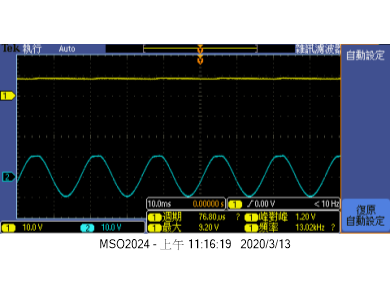 Tek 執行 Auto 雜訊濾波器
自動設定
1
2
10.0ms 0.00000 s 1 / 0.00 V < 10 Hz
1 10.0 V 2 10.0 V
1 週期 76.80µs ? 1 峰對峰 1.20 V
1 最大 9.20 V 1 頻率 13.02kHz ?
復原
自動設定
MSO2024 - 上午 11:16:19 2020/3/13